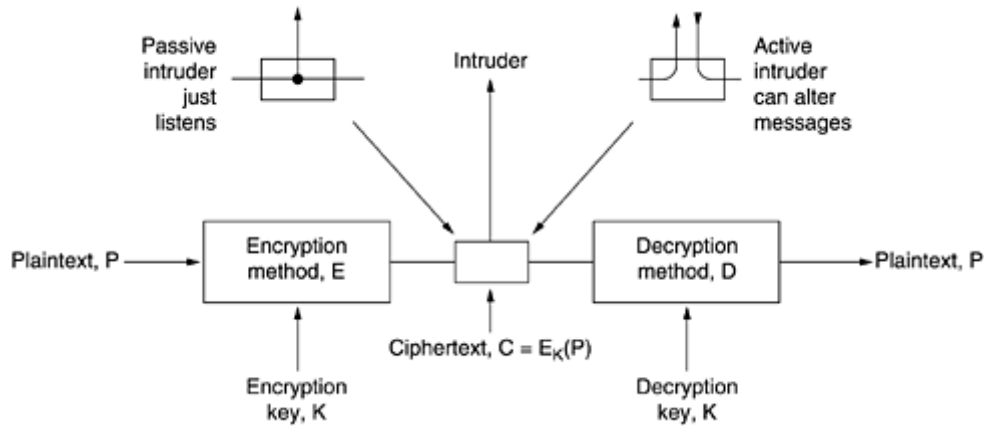 Passive
intruder
just
listens
Intruder
Active
intruder
can alter
messages
Plaintext, P
Encryption
method, E
Decryption
method, D
Plaintext, P
Ciphertext, C = E_K(P)
Encryption
key, K
Decryption
key, K